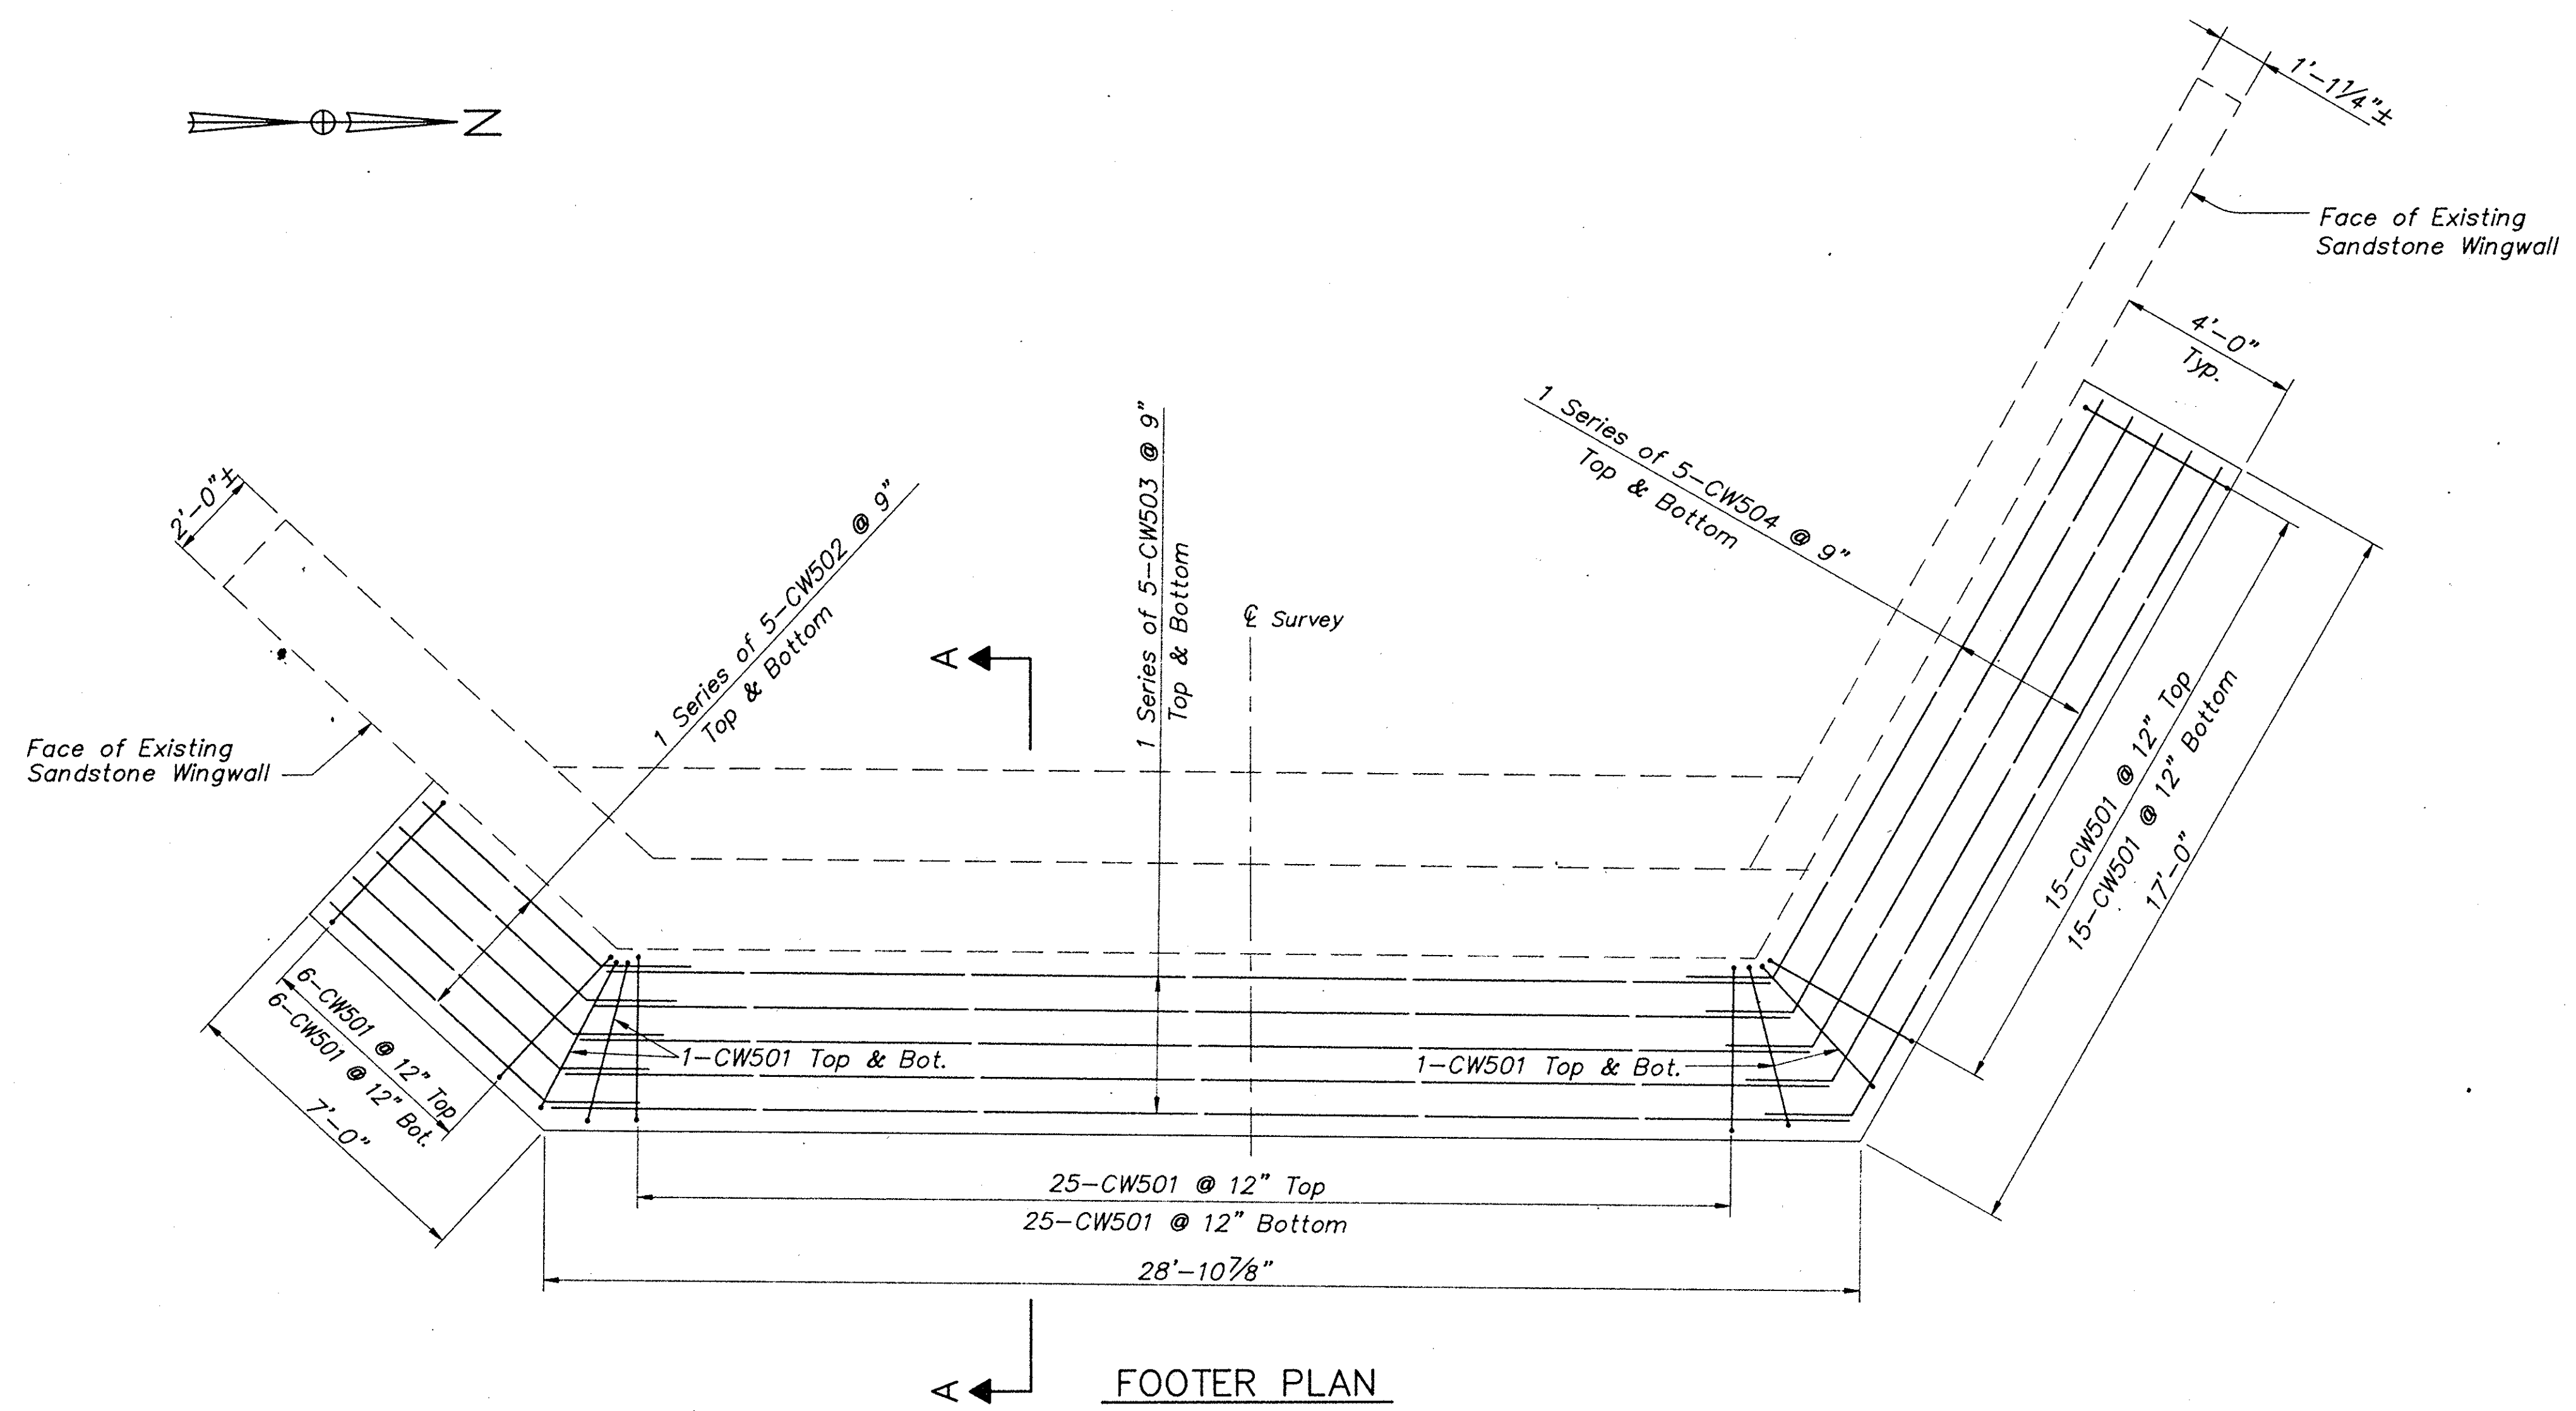 N
1'-1 1/4"±
Face of Existing
Sandstone Wingwall
4'-0"
Typ.
1 Series of 5-CW504 @ 9"
Top & Bottom
1 Series of 5-CW503 @ 9"
Top & Bottom
1 Series of 5-CW502 @ 9"
Top & Bottom
2'-0"±
℄ Survey
A
Face of Existing
Sandstone Wingwall
15-CW501 @ 12" Top
15-CW501 @ 12" Bottom
17'-0"
6-CW501 @ 12" Top
6-CW501 @ 12" Bot.
7'-0"
1-CW501 Top & Bot.
1-CW501 Top & Bot.
25-CW501 @ 12" Top
25-CW501 @ 12" Bottom
28'-10 7/8"
A
FOOTER PLAN